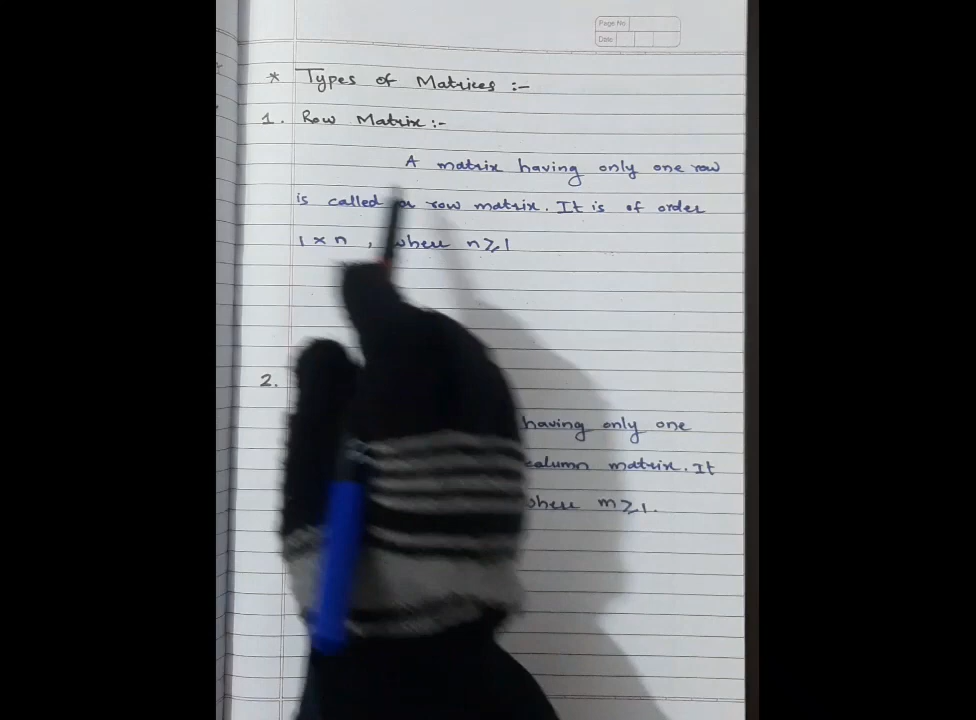 Page No
Date
* Types of Matrices :-
1. Row Matrix :-
A matrix having only one row
is called a row matrix. It is of order
1 × n , where n ≥ 1
2.
having only one
column matrix. It
where m ≥ 1.